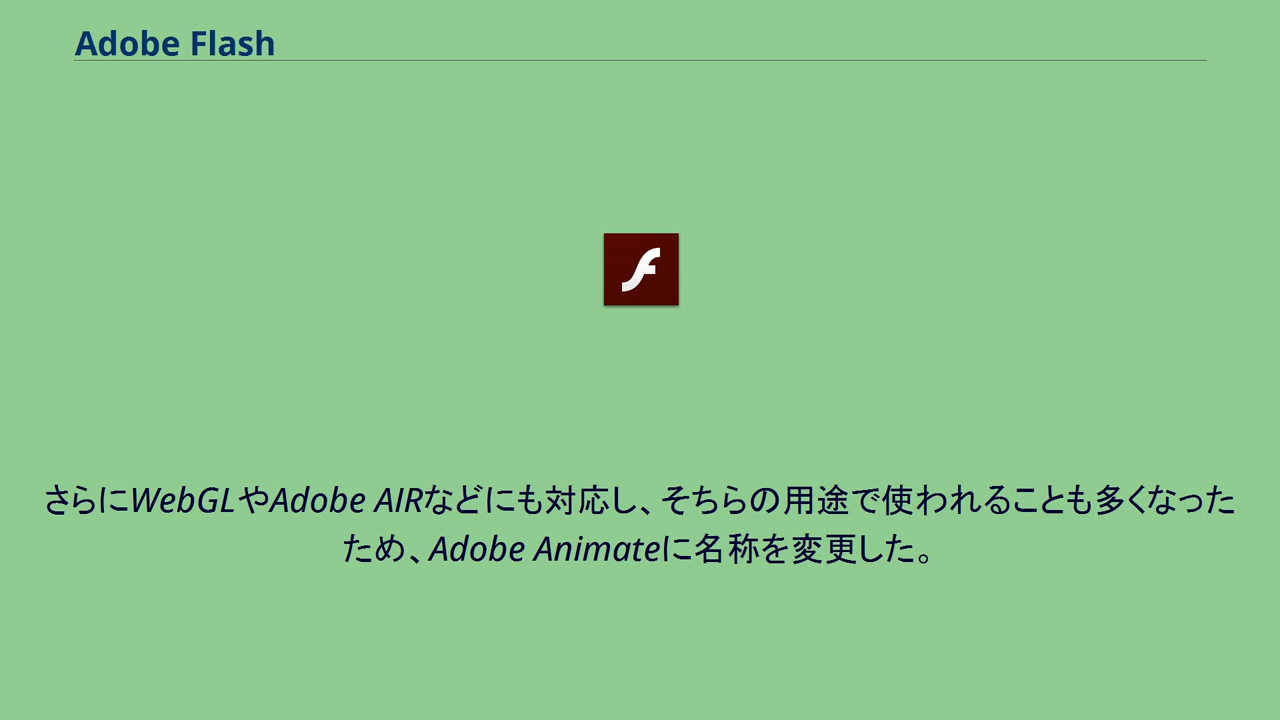 Adobe Flash
さらにWebGLやAdobe AIRなどにも対応し、そちらの用途で使われることも多くなった
ため、Adobe Animateに名称を変更した。